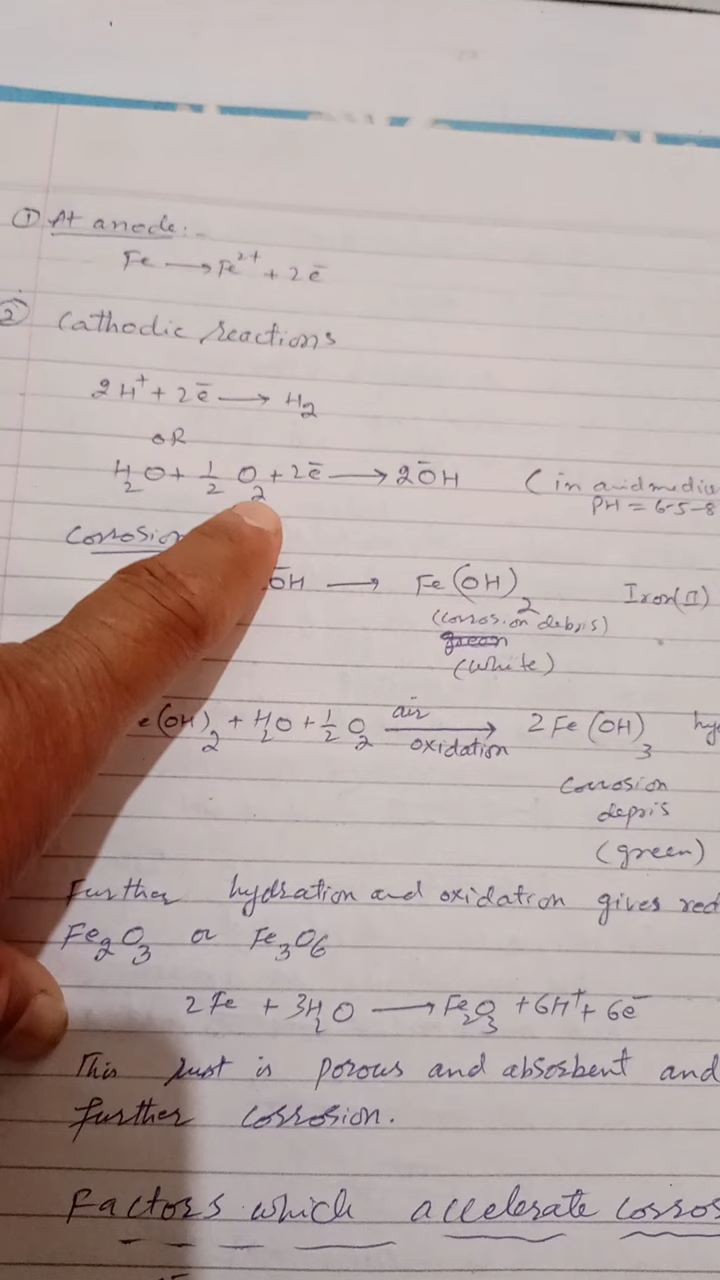 ① At anode:-
Fe ⟶ Fe²⁺ + 2ē
② Cathodic reactions
2H⁺ + 2ē ⟶ H₂
OR
H₂O + ½ O₂ + 2ē ⟶ 2ŌH (in acid mediu
PH = 6-5-8
Corrosion
ŌH ⟶ Fe(OH)₂ Iron(II)
(corrosion debris)
(white)
e(OH)₂ + H₂O + ½ O₂ air ⟶ oxidation 2Fe(OH)₃ hy
Corrosion
depris
(green)
Further hydration and oxidation gives red
Fe₂O₃ or Fe₃O6
2Fe + 3H₂O ⟶ Fe₂O₃ + 6H⁺ + 6e⁻
This rust is porous and absorbent and
further corrosion.
Factors which accelerate corros